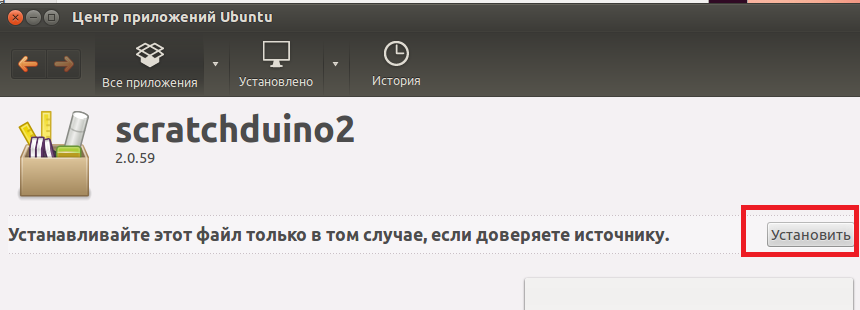 Центр приложений Ubuntu
Все приложения
Установлено
История
scratchduino2
2.0.59
Устанавливайте этот файл только в том случае, если доверяете источнику.
Установить